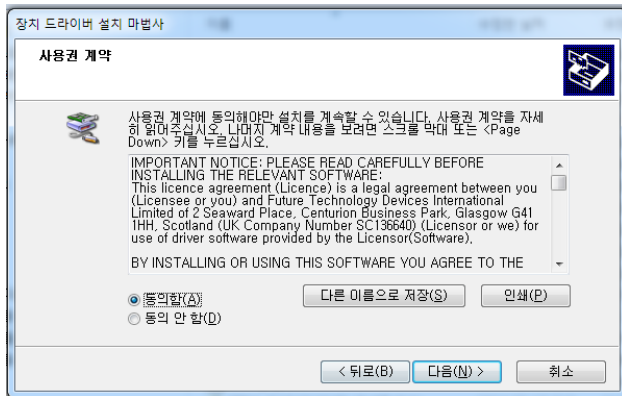 장치 드라이버 설치 마법사
사용권 계약
사용권 계약에 동의해야만 설치를 계속할 수 있습니다. 사용권 계약을 자세
히 읽어주십시오. 나머지 계약 내용을 보려면 스크롤 막대 또는 <Page
Down> 키를 누르십시오.
IMPORTANT NOTICE: PLEASE READ CAREFULLY BEFORE
INSTALLING THE RELEVANT SOFTWARE:
This licence agreement (Licence) is a legal agreement between you
(Licensee or you) and Future Technology Devices International
Limited of 2 Seaward Place, Centurion Business Park, Glasgow G41
1HH, Scotland (UK Company Number SC136640) (Licensor or we) for
use of driver software provided by the Licensor(Software).
BY INSTALLING OR USING THIS SOFTWARE YOU AGREE TO THE
동의함(A)
다른 이름으로 저장(S)
인쇄(P)
동의 안 함(D)
< 뒤로(B)
다음(N) >
취소